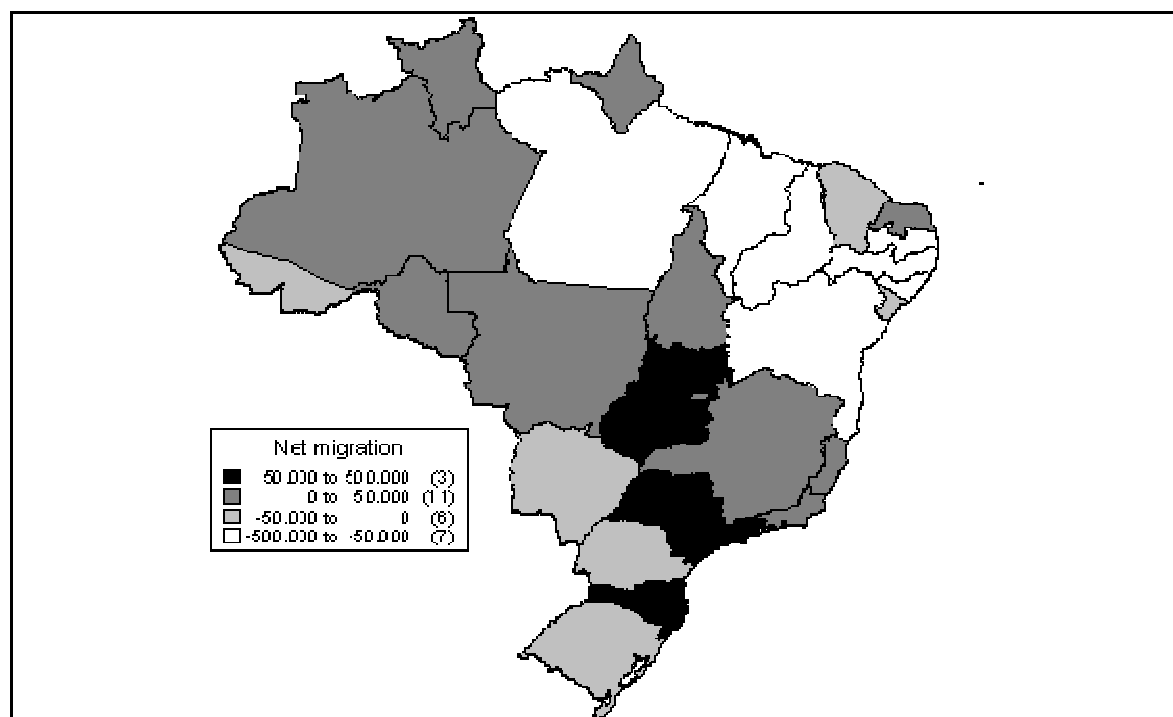 Net migration
50.000 to 500.000 (3)
0 to 50.000 (11)
-50.000 to 0 (6)
-500.000 to -50.000 (7)